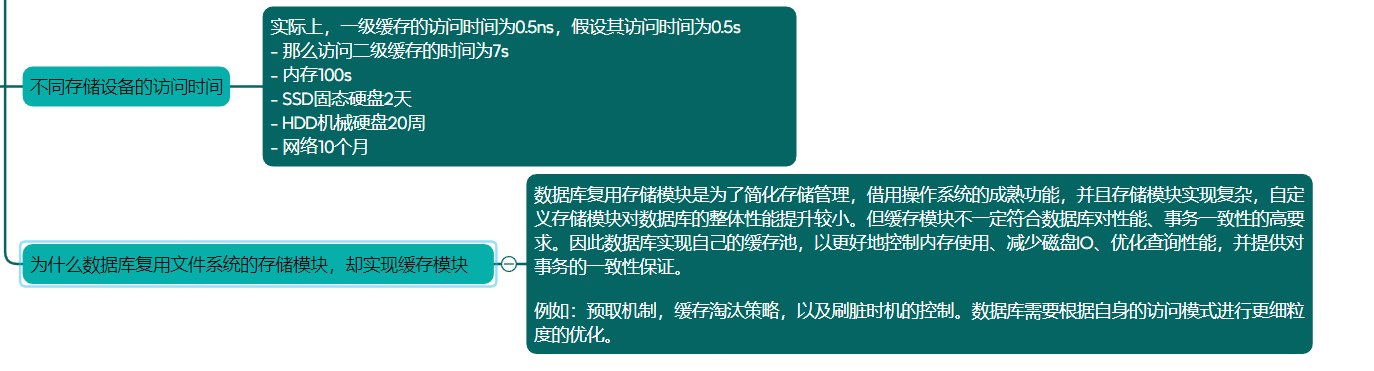 不同存储设备的访问时间
实际上，一级缓存的访问时间为0.5ns，假设其访问时间为0.5s
- 那么访问二级缓存的时间为7s
- 内存100s
- SSD固态硬盘2天
- HDD机械硬盘20周
- 网络10个月
为什么数据库复用文件系统的存储模块，却实现缓存模块
数据库复用存储模块是为了简化存储管理，借用操作系统的成熟功能，并且存储模块实现复杂，自定
义存储模块对数据库的整体性能提升较小。但缓存模块不一定符合数据库对性能、事务一致性的高要
求。因此数据库实现自己的缓存池，以更好地控制内存使用、减少磁盘IO、优化查询性能，并提供对
事务的一致性保证。
例如：预取机制，缓存淘汰策略，以及刷脏时机的控制。数据库需要根据自身的访问模式进行更细粒
度的优化。